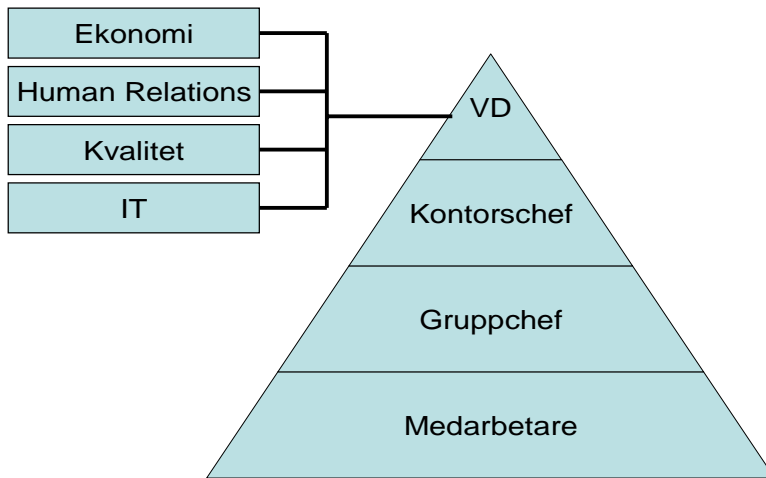 Ekonomi
Human Relations
Kvalitet
IT
VD
Kontorschef
Gruppchef
Medarbetare